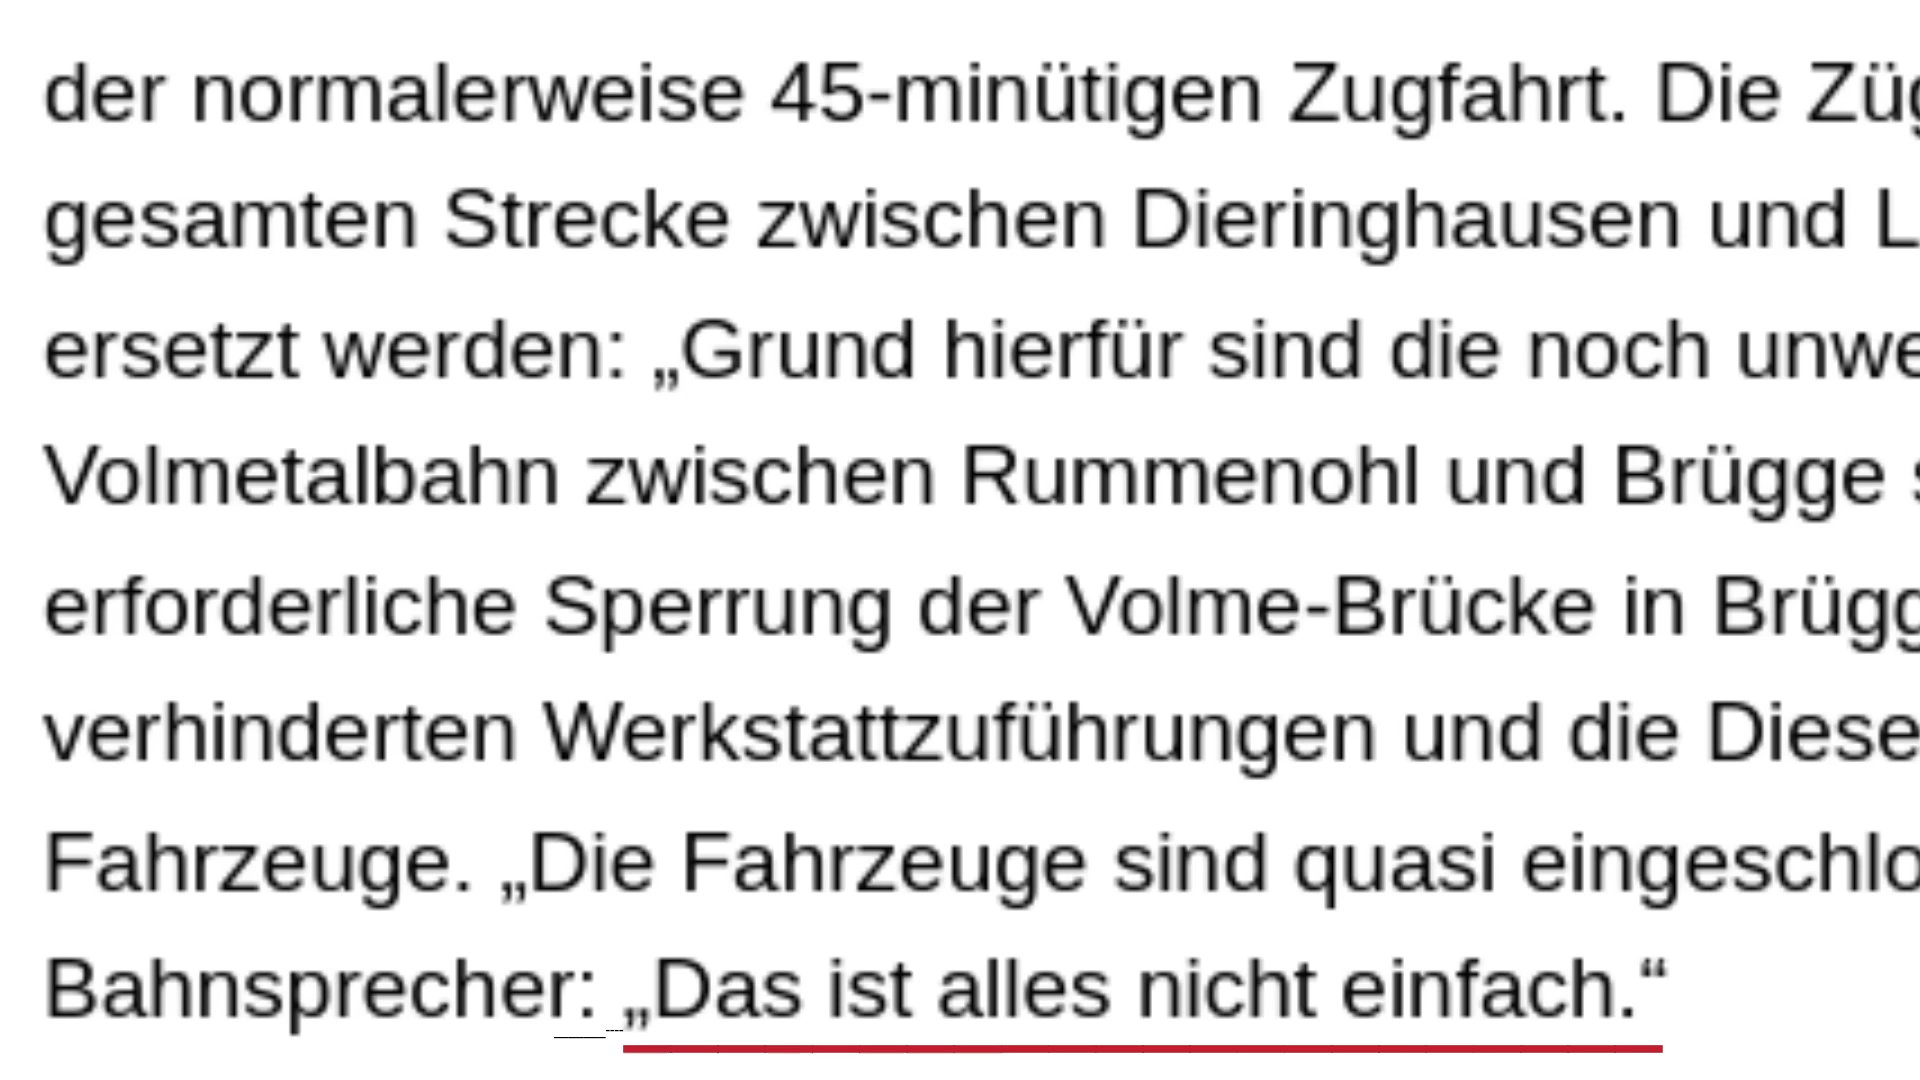 der normalerweise 45-minütigen Zugfahrt. Die Züg
gesamten Strecke zwischen Dieringhausen und L
ersetzt werden: „Grund hierfür sind die noch unwe
Volmetalbahn zwischen Rummenohl und Brügge s
erforderliche Sperrung der Volme-Brücke in Brügg
verhinderten Werkstattzuführungen und die Diese
Fahrzeuge. „Die Fahrzeuge sind quasi eingeschlo
Bahnsprecher: „Das ist alles nicht einfach.“